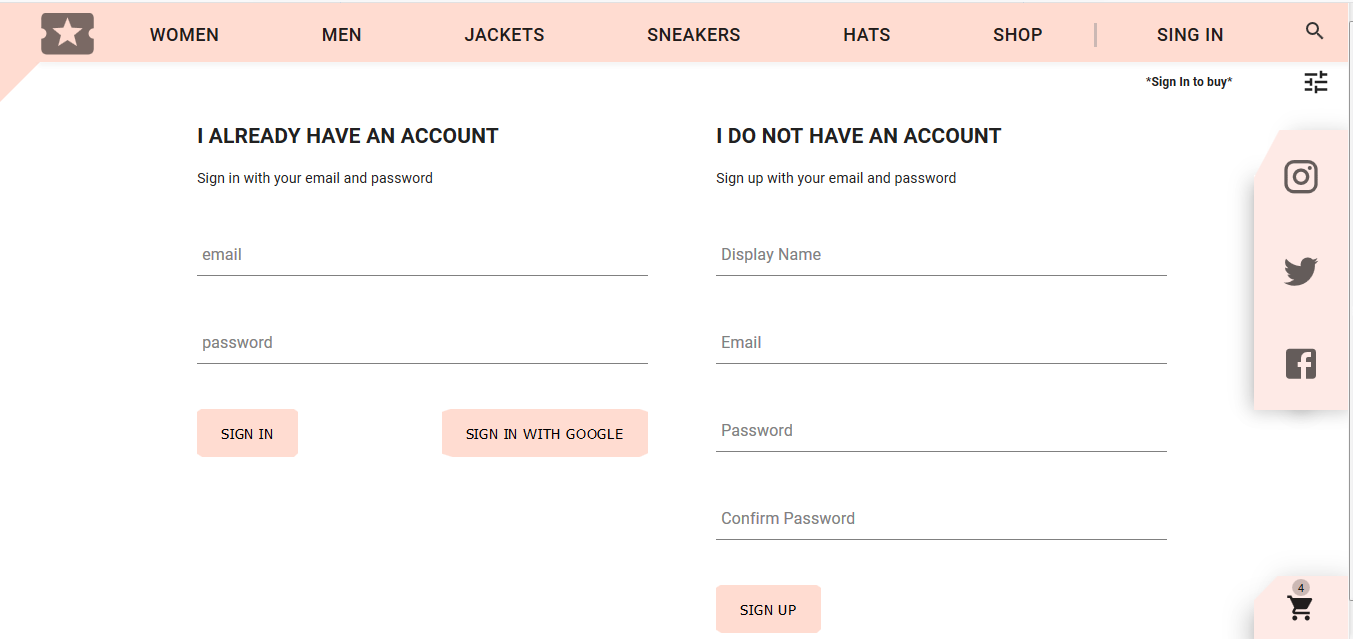 WOMEN MEN JACKETS SNEAKERS HATS SHOP SING IN
*Sign In to buy*
I ALREADY HAVE AN ACCOUNT
Sign in with your email and password
email
password
SIGN IN SIGN IN WITH GOOGLE
I DO NOT HAVE AN ACCOUNT
Sign up with your email and password
Display Name
Email
Password
Confirm Password
SIGN UP
4